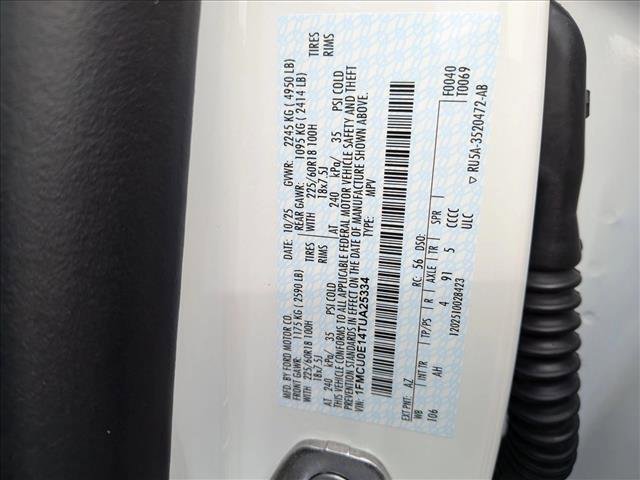 MFD. BY FORD MOTOR CO. 10/25 GVWR: 2245 KG ( 4950 LB)
FRONT GAWR: 1175 KG ( 2590 LB) REAR GAWR: 1095 KG ( 2414 LB)
WITH 225/60R18 100H TIRES WITH 225/60R18 100H TIRES
18x7.5J RIMS 18x7.5J RIMS
AT 240 kPa/ 35 PSI COLD AT 240 kPa/ 35 PSI COLD
THIS VEHICLE CONFORMS TO ALL APPLICABLE FEDERAL MOTOR VEHICLE SAFETY AND THEFT
PREVENTION STANDARDS IN EFFECT ON THE DATE OF MANUFACTURE SHOWN ABOVE.
VIN: 1FMCU0E14TUA25334 TYPE: MPV
EXT PNT: AZ RC: 56 DSO: F0040
WB INT TR TP/PS R AXLE TR SPR T0069
106 AH 4 91 5 CCCC
1202310028423 ULC ▽ RU5A-3520472-AB